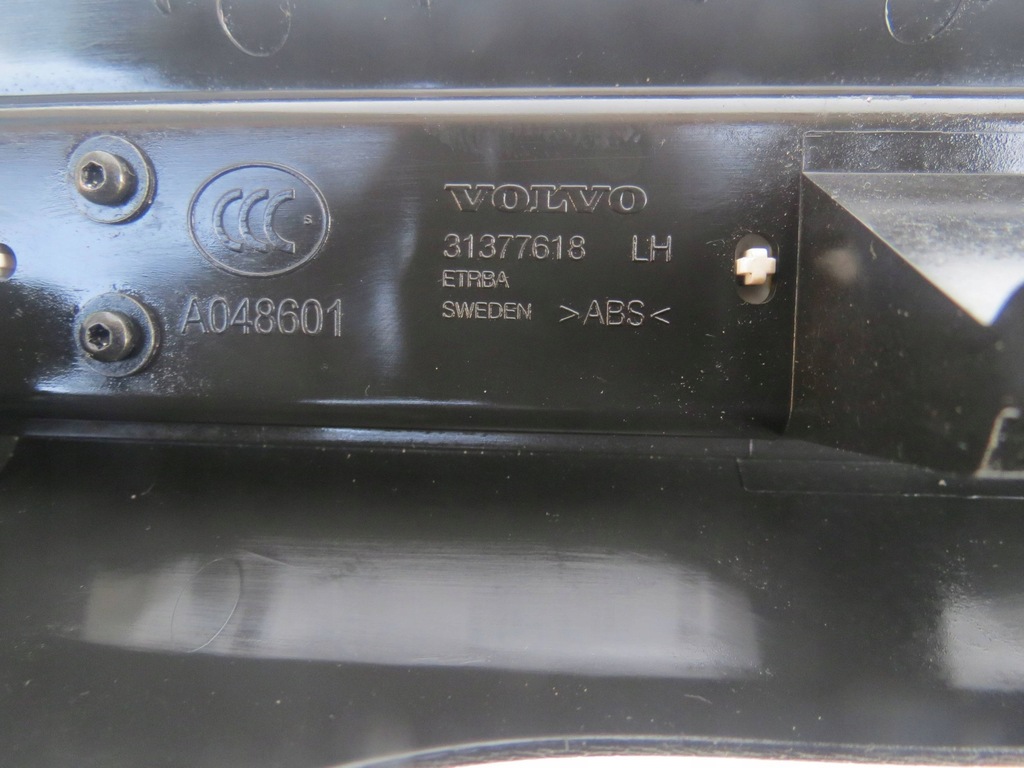 CCC S
A048601
VOLVO
31377618 LH
ETRBA
SWEDEN >ABS<